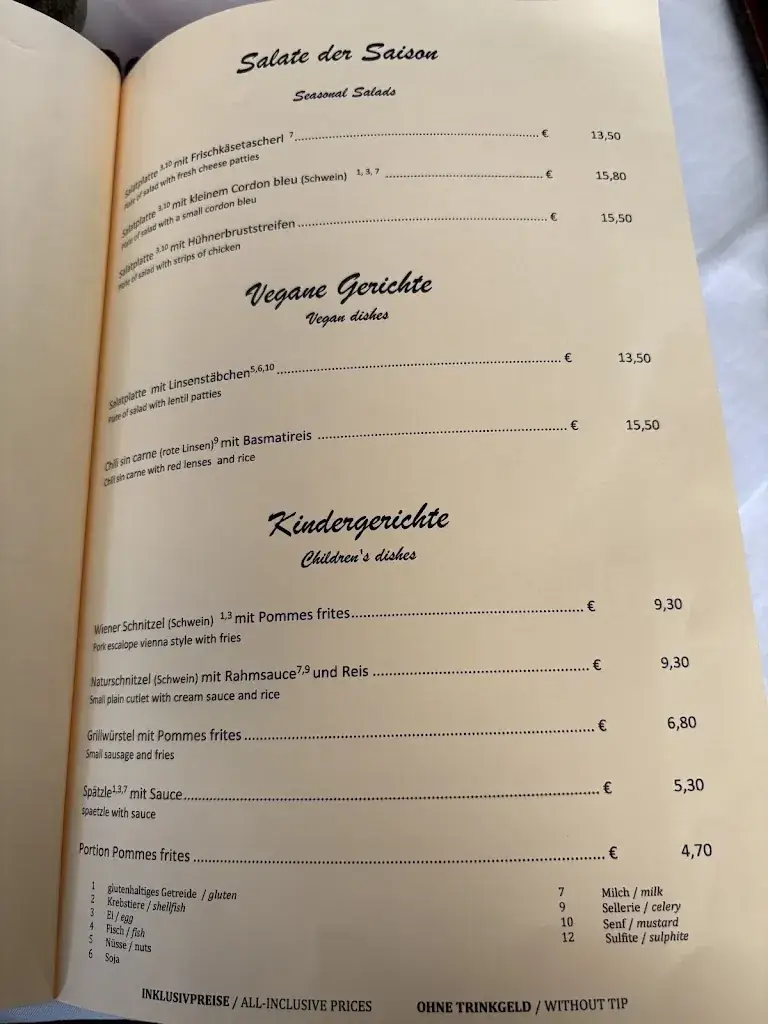 Salate der Saison
Seasonal Salads
Salatplatte 3,10 mit Frischkäsetascherl 7 € 13,50
Plate of salad with fresh cheese patties
Salatplatte 3,10 mit kleinem Cordon bleu (Schwein) 1, 3, 7 € 15,80
Plate of salad with a small cordon bleu
Salatplatte 3,10 mit Hühnerbruststreifen € 15,50
Plate of salad with strips of chicken
Vegane Gerichte
Vegan dishes
Salatplatte mit Linsenstäbchen5,6,10 € 13,50
Plate of salad with lentil patties
Chili sin carne (rote Linsen)9 mit Basmatireis € 15,50
Chili sin carne with red lenses and rice
Kindergerichte
Children's dishes
Wiener Schnitzel (Schwein) 1,3 mit Pommes frites € 9,30
Pork escalope vienna style with fries
Naturschnitzel (Schwein) mit Rahmsauce7,9 und Reis € 9,30
Small plain cutlet with cream sauce and rice
Grillwürstel mit Pommes frites € 6,80
Small sausage and fries
Spätzle1,3,7 mit Sauce € 5,30
spaetzle with sauce
Portion Pommes frites € 4,70
1 glutenhaltiges Getreide / gluten
2 Krebstiere / shellfish
3 Ei / egg
4 Fisch / fish
5 Nüsse / nuts
6 Soja
7 Milch / milk
9 Sellerie / celery
10 Senf / mustard
12 Sulfite / sulphite
INKLUSIVPREISE / ALL-INCLUSIVE PRICES OHNE TRINKGELD / WITHOUT TIP